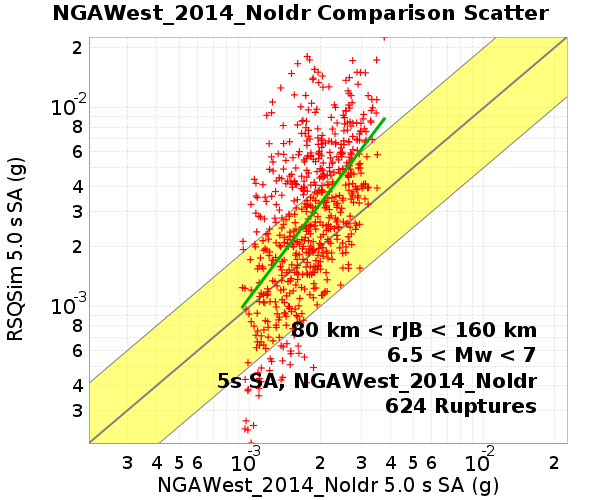 NGAWest_2014_NoIdr Comparison Scatter
RSQSim 5.0 s SA (g)
2
10-2
8
6
4
3
2
10-3
8
6
4
3
80 km < rJB < 160 km
6.5 < Mw < 7
5s SA, NGAWest_2014_NoIdr
624 Ruptures
3 4 5 6 10-3 2 3 4 5 6 10-2 2
NGAWest_2014_NoIdr 5.0 s SA (g)